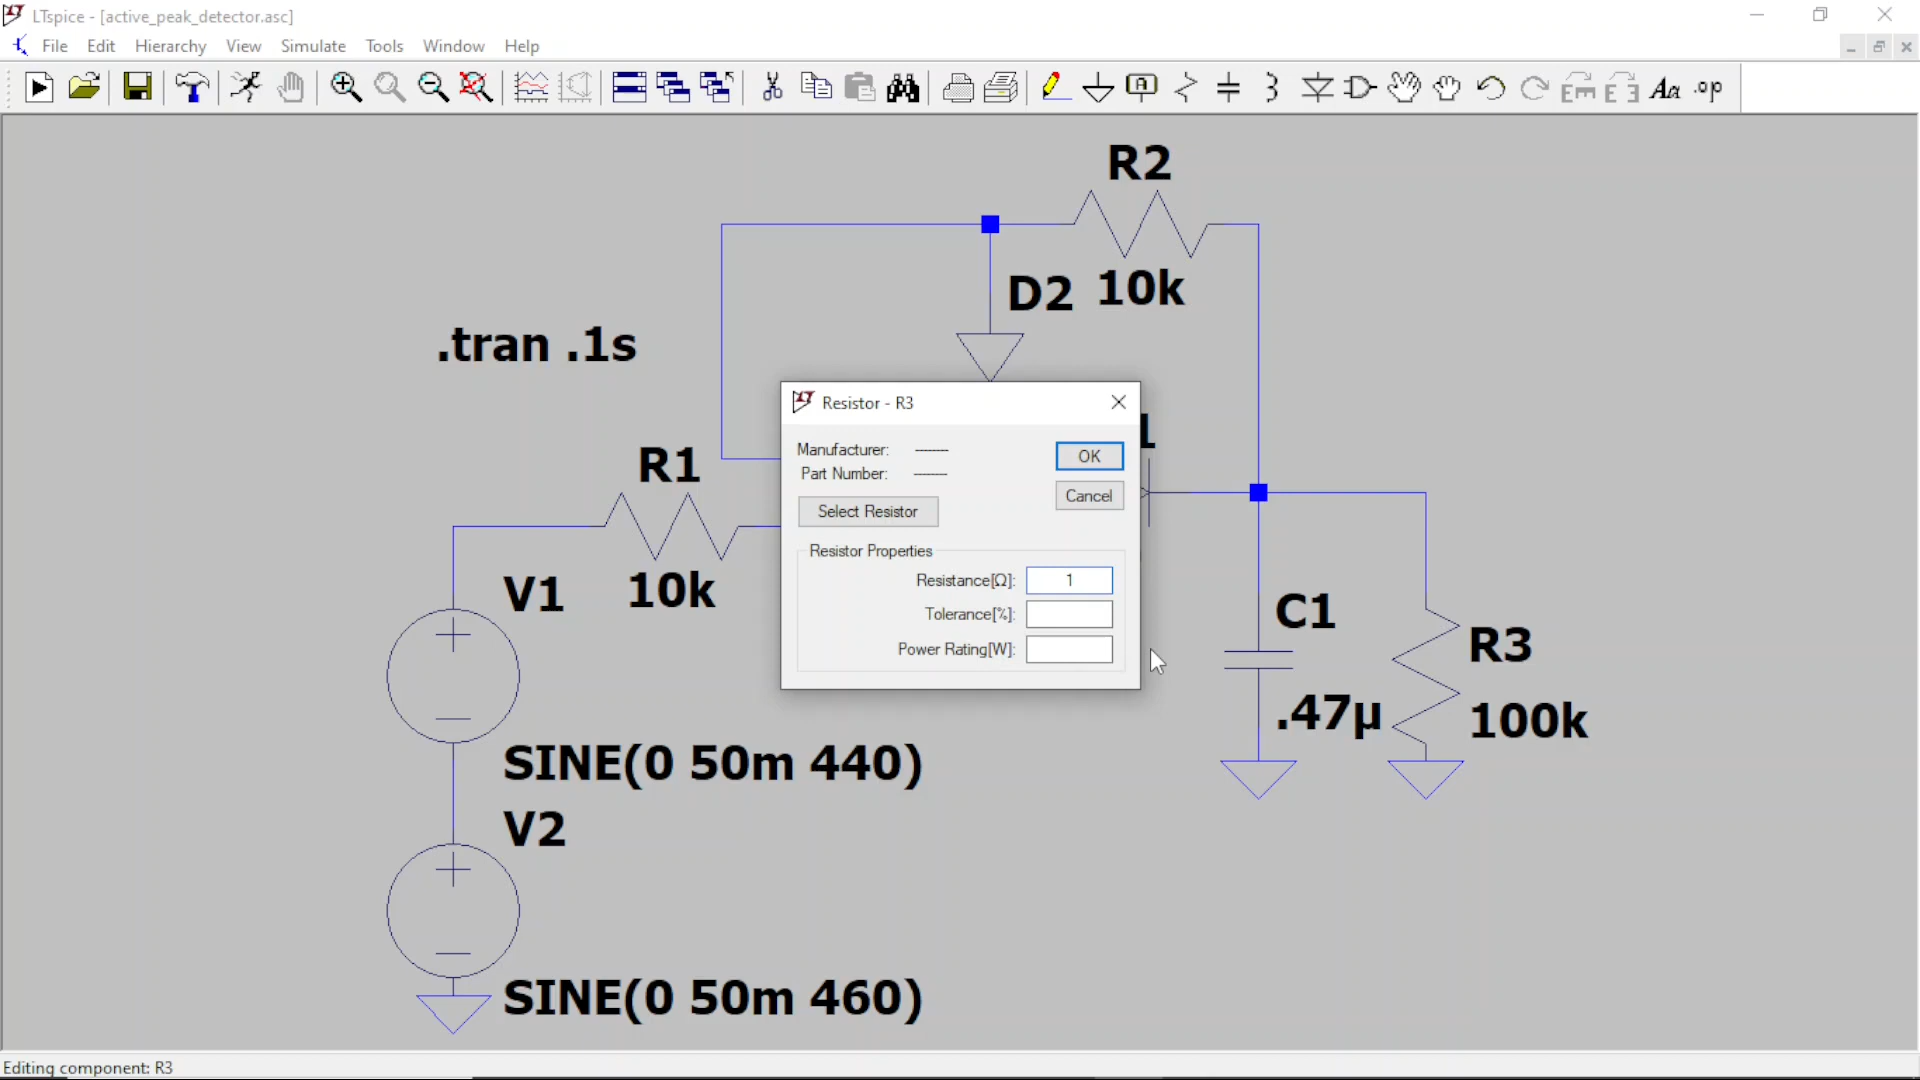 LTspice - [active_peak_detector.asc]
File Edit Hierarchy View Simulate Tools Window Help
A Aa .op
R2
D2 10k
.tran .1s
Resistor - R3
Manufacturer: --------
OK
Part Number: --------
Cancel
Select Resistor
Resistor Properties
Resistance[Ω]: 1
Tolerance[%]:
Power Rating[W]:
R1
10k
V1
C1
R3
.47µ
100k
SINE(0 50m 440)
V2
SINE(0 50m 460)
Editing component: R3